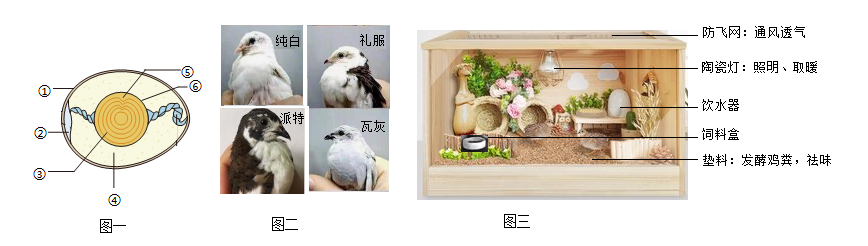 ①
②
③
④
⑤
⑥
图一
纯白
礼服
派特
瓦灰
图二
防飞网：通风透气
陶瓷灯：照明、取暖
饮水器
饲料盒
垫料：发酵鸡粪，祛味
图三